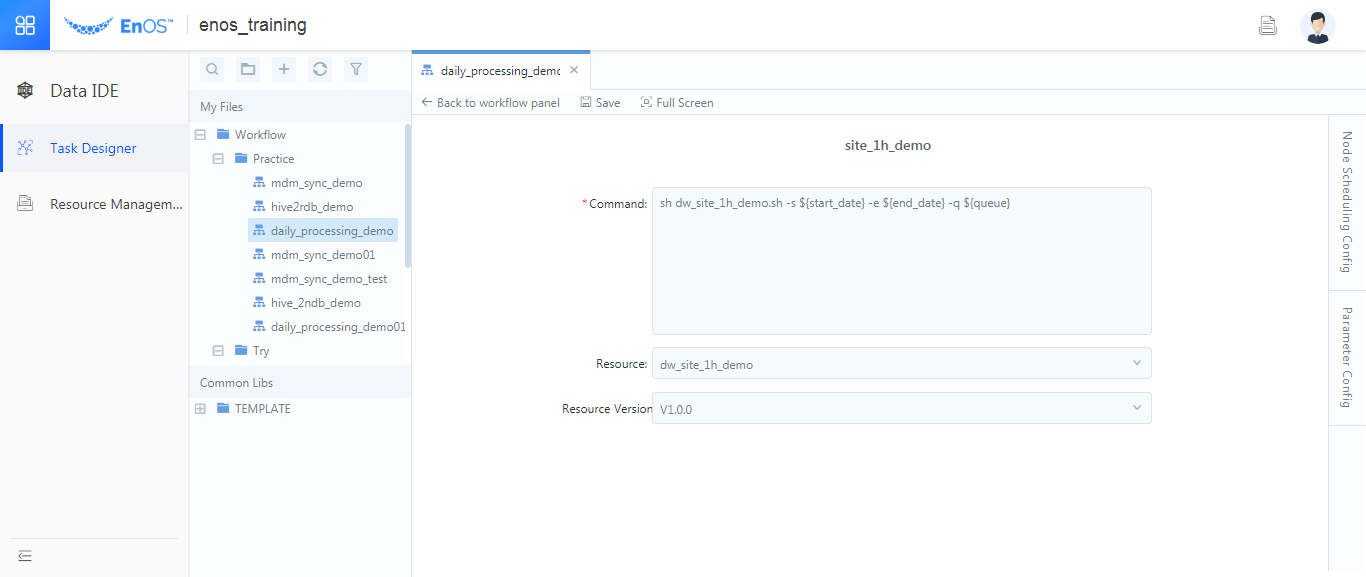 EnOS™
enos_training
Data IDE
Task Designer
Resource Managem...
My Files
Workflow
Practice
mdm_sync_demo
hive2rdb_demo
daily_processing_demo
mdm_sync_demo01
mdm_sync_demo_test
hive_2ndb_demo
daily_processing_demo01
Try
Common Libs
TEMPLATE
daily_processing_demo
Back to workflow panel
Save
Full Screen
site_1h_demo
*Command:
sh dw_site_1h_demo.sh -s ${start_date} -e ${end_date} -q ${queue}
Resource:
dw_site_1h_demo
Resource Version
V1.0.0
Node Scheduling Config
Parameter Config